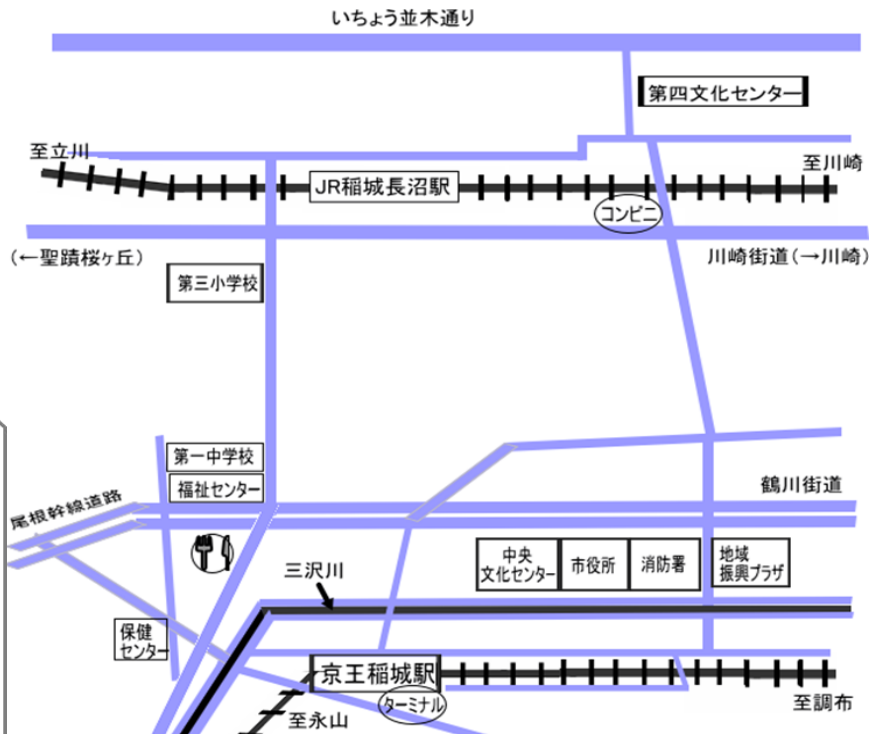 いちょう並木通り
第四文化センター
至立川
至川崎
JR稲城長沼駅
コンビニ
(←聖蹟桜ヶ丘)
川崎街道(→川崎)
第三小学校
第一中学校
福祉センター
鶴川街道
尾根幹線道路
中央
文化センター
市役所
消防署
地域
振興プラザ
三沢川
保健
センター
京王稲城駅
ターミナル
至調布
至永山